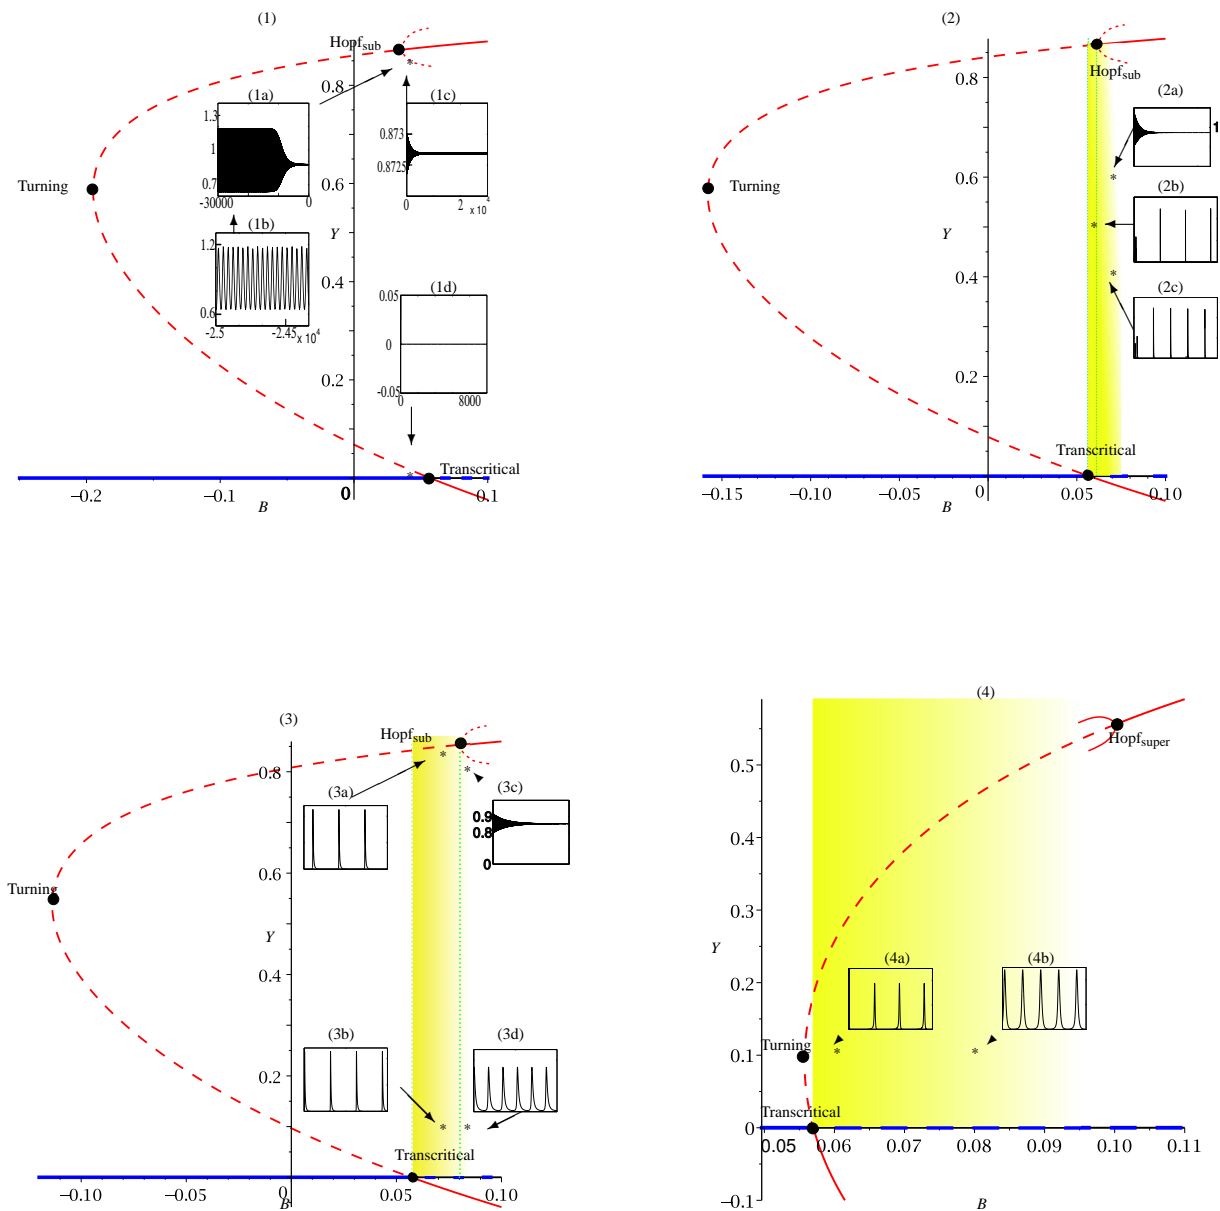 (1)
Hopfsub
0.8
(1a)
1.3
1
0.7
-30000
0
(1c)
0.873
0.8725
0
2
4
x 10^4
Turning
0.6
(1b)
1.2
0.6
-2.5
-2.45
x 10^4
Y
(1d)
0.05
0
-0.05
0
8000
0.2
Transcritical
−0.2
−0.1
0
0.1
B
(2)
Hopfsub
0.8
(2a)
1
Turning
0.6
(2b)
Y
0.4
(2c)
0.2
Transcritical
−0.15
−0.10
−0.05
0
0.05
0.10
B
(3)
Hopfsub
0.8
(3a)
(3c)
0.9
0.8
0
0.6
Turning
Y
0.4
(3b)
(3d)
0.2
Transcritical
−0.10
−0.05
0
0.05
0.10
B
(4)
Hopfsuper
0.5
0.4
0.3
Y
(4a)
(4b)
0.2
Turning
0.1
Transcritical
0
0.05
0.06
0.07
0.08
0.09
0.10
0.11
−0.1
B